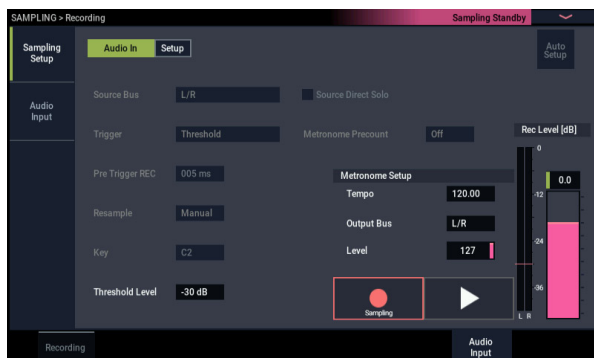 SAMPLING > Recording
Sampling Standby
Sampling
Setup
Audio In
Setup
Auto
Setup
Audio
Input
Source Bus
L/R
Source Direct Solo
Trigger
Threshold
Metronome Precount
Off
Rec Level [dB]
Pre Trigger REC
005 ms
Metronome Setup
Tempo
120.00
Resample
Manual
Output Bus
L/R
Key
C2
Level
127
Threshold Level
-30 dB
Sampling
0
-12
-24
-36
L R
0.0
Recording
Audio
Input